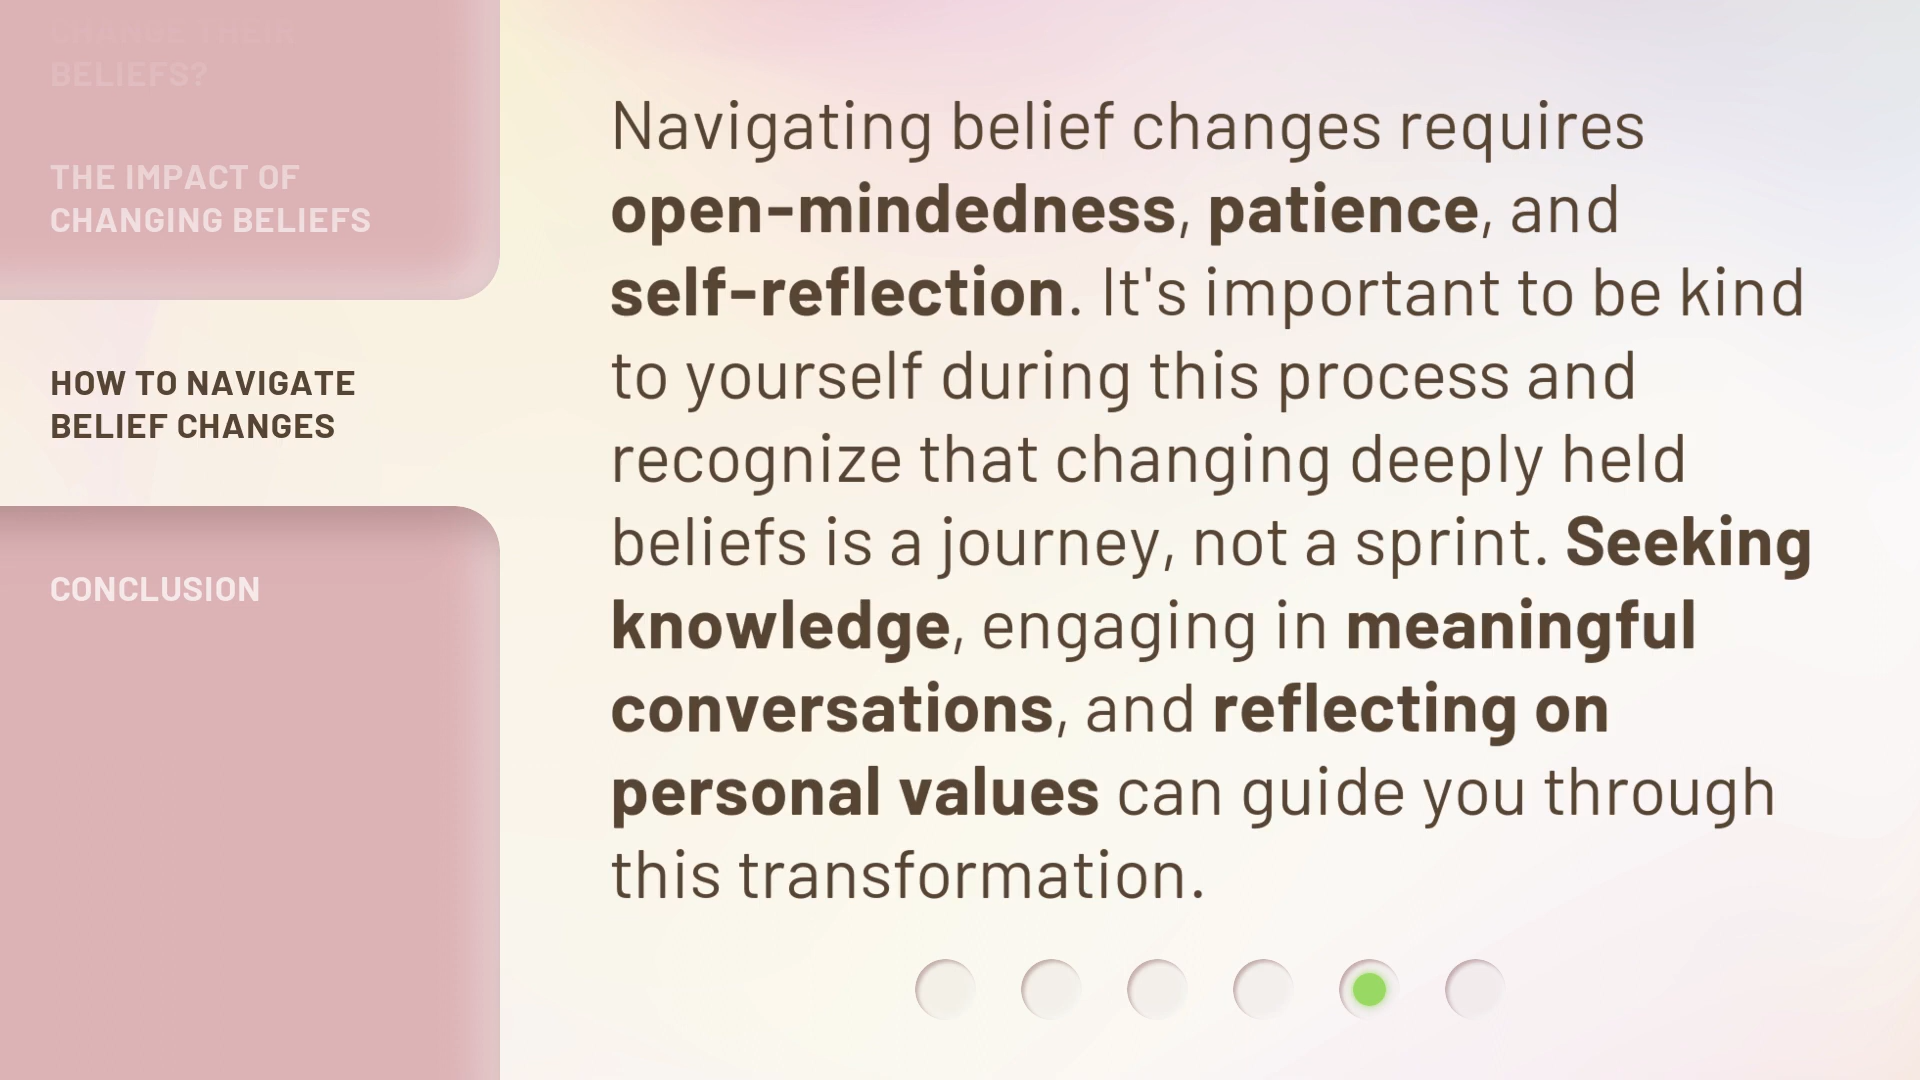 CHANGE THEIR
BELIEFS?
THE IMPACT OF
CHANGING BELIEFS
HOW TO NAVIGATE
BELIEF CHANGES
CONCLUSION
Navigating belief changes requires
open-mindedness, patience, and
self-reflection. It's important to be kind
to yourself during this process and
recognize that changing deeply held
beliefs is a journey, not a sprint. Seeking
knowledge, engaging in meaningful
conversations, and reflecting on
personal values can guide you through
this transformation.